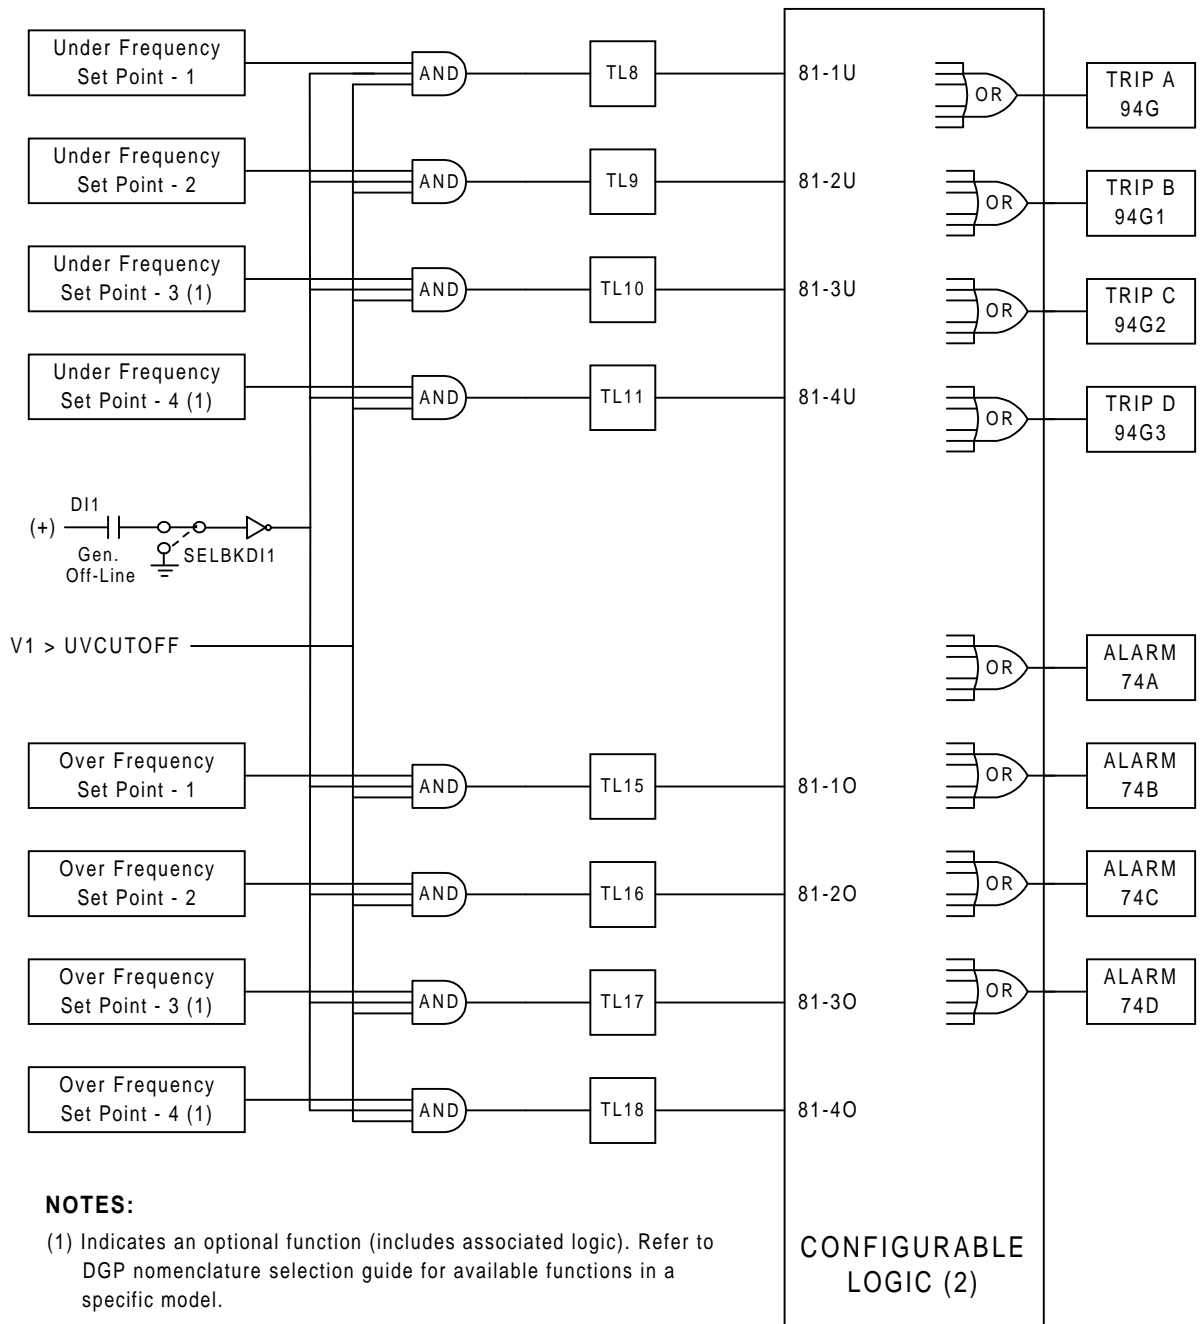 Under Frequency
Set Point - 1
AND
TL8
81-1U
OR
TRIP A
94G
Under Frequency
Set Point - 2
AND
TL9
81-2U
OR
TRIP B
94G1
Under Frequency
Set Point - 3 (1)
AND
TL10
81-3U
OR
TRIP C
94G2
Under Frequency
Set Point - 4 (1)
AND
TL11
81-4U
OR
TRIP D
94G3
DI1
(+)
Gen.
Off-Line
SELBKDI1
V1 > UVCUTOFF
OR
ALARM
74A
Over Frequency
Set Point - 1
AND
TL15
81-1O
OR
ALARM
74B
Over Frequency
Set Point - 2
AND
TL16
81-2O
OR
ALARM
74C
Over Frequency
Set Point - 3 (1)
AND
TL17
81-3O
OR
ALARM
74D
Over Frequency
Set Point - 4 (1)
AND
TL18
81-4O
NOTES:
(1) Indicates an optional function (includes associated logic). Refer to
DGP nomenclature selection guide for available functions in a
specific model.
CONFIGURABLE
LOGIC (2)